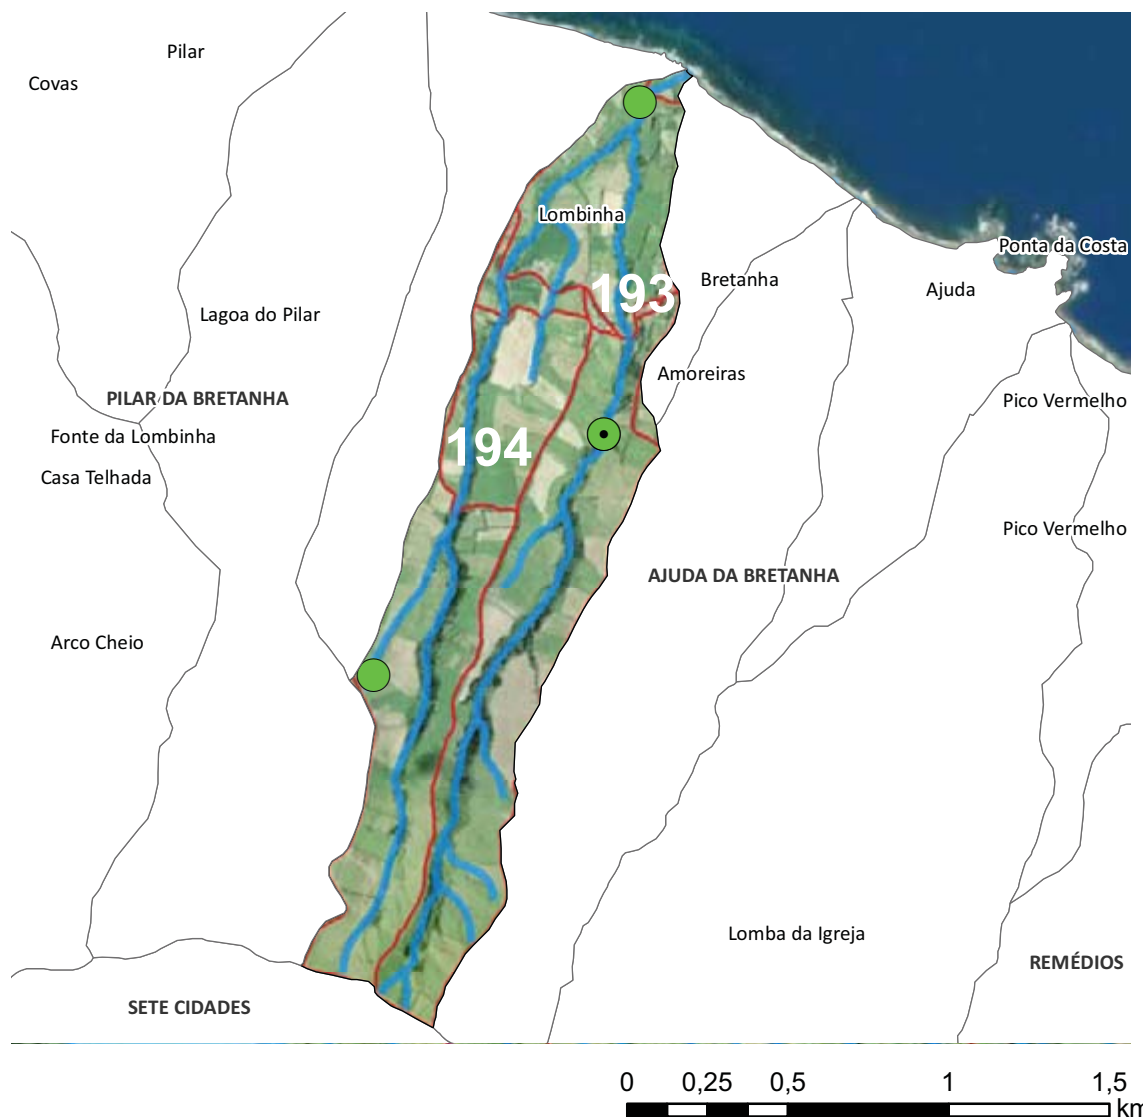 Pilar
Covas
Lombinha
Ponta da Costa
193
Bretanha
Ajuda
Lagoa do Pilar
Amoreiras
PILAR DA BRETANHA
Pico Vermelho
Fonte da Lombinha
194
Casa Telhada
Pico Vermelho
AJUDA DA BRETANHA
Arco Cheio
Lomba da Igreja
REMÉDIOS
SETE CIDADES
0 0,25 0,5 1 1,5
km